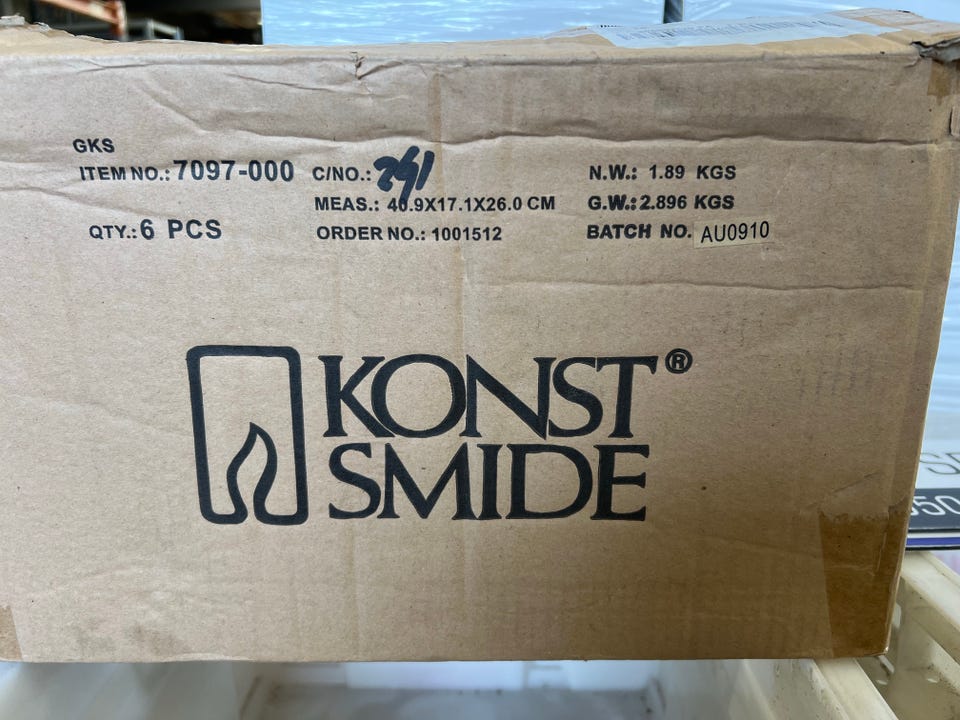 GKS
ITEM NO.: 7097-000 C/NO.: 291 N.W.: 1.89 KGS
MEAS.: 40.9X17.1X26.0 CM G.W.: 2.896 KGS
QTY.: 6 PCS ORDER NO.: 1001512 BATCH NO. AU0910
KONST®
SMIDE